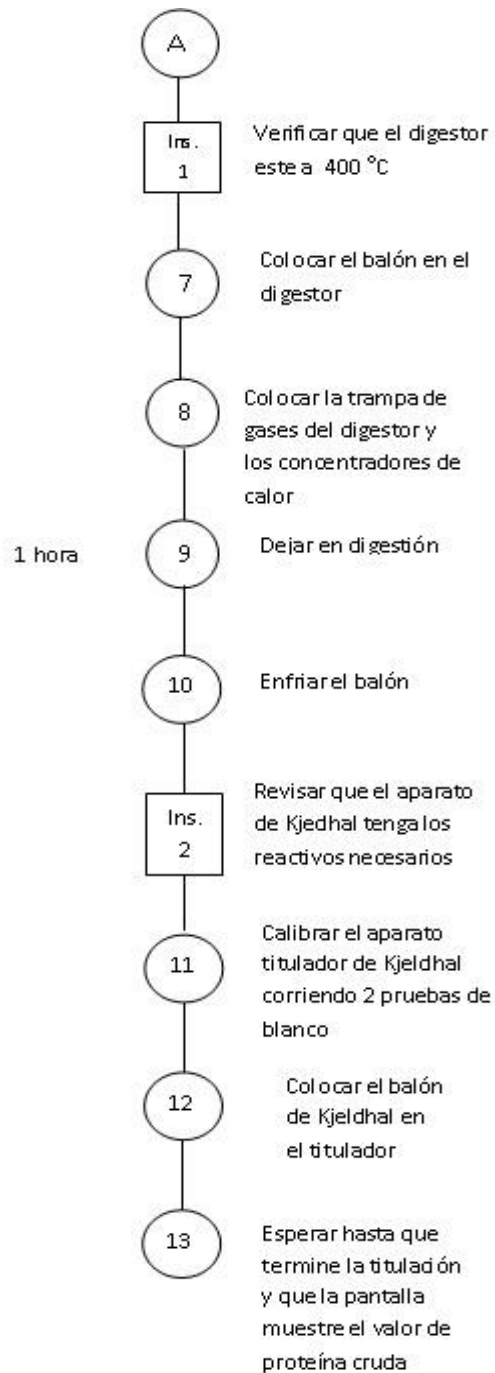 A
Ins.
1
Verificar que el digestor
este a 400 °C
7
Colocar el balón en el
digestor
8
Colocar la trampa de
gases del digestor y
los concentradores de
calor
1 hora
9
Dejar en digestión
10
Enfriar el balón
Ins.
2
Revisar que el aparato
de Kjedhal tenga los
reactivos necesarios
11
Calibrar el aparato
titulador de Kjeldhal
corriendo 2 pruebas de
blanco
12
Colocar el balón
de Kjeldhal en
el titulador
13
Esperar hasta que
termine la titulación
y que la pantalla
muestre el valor de
proteína cruda